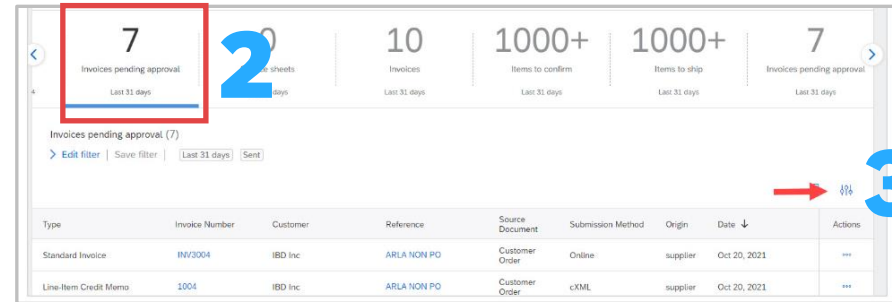 7
0
10
1000+
1000+
7
Invoices pending approval
sheets
Invoices
Items to confirm
Items to ship
Invoices pending approval
4
Last 31 days
days
Last 31 days
Last 31 days
Last 31 days
Last 31 days
2
Invoices pending approval (7)
Edit filter | Save filter | Last 31 days Sent
3
Type Invoice Number Customer Reference Source Document Submission Method Origin Date ↓ Actions
Standard Invoice INV3004 IBD Inc ARLA NON PO Customer Order Online supplier Oct 20, 2021 ...
Line-Item Credit Memo 1004 IBD Inc ARLA NON PO Customer Order cXML supplier Oct 20, 2021 ...